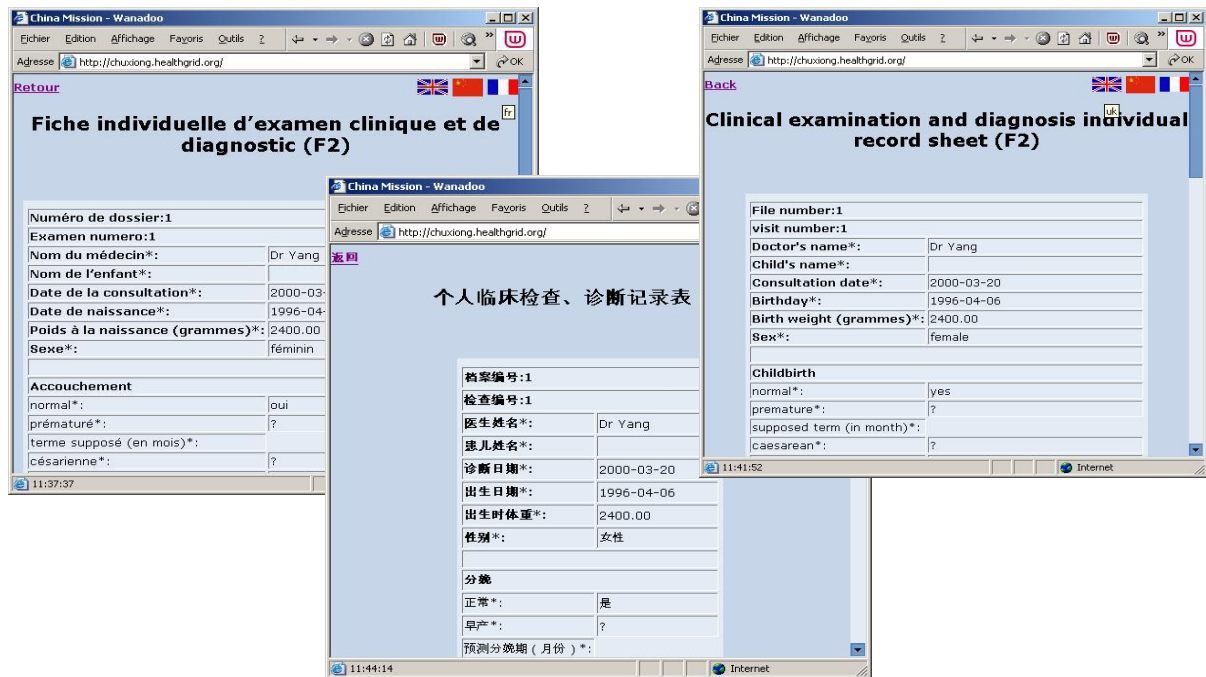 China Mission - Wanadoo
Fichier Edition Affichage Favoris Outils ?
Adresse http://chuxiong.healthgrid.org/ OK
Retour
fr
Fiche individuelle d'examen clinique et de
diagnostic (F2)
Numéro de dossier:1
Examen numero:1
Nom du médecin*: Dr Yang
Nom de l'enfant*:
Date de la consultation*: 2000-03-
Date de naissance*: 1996-04-
Poids à la naissance (grammes)*: 2400.00
Sexe*: féminin
Accouchement
normal*: oui
prématuré*: ?
terme supposé (en mois)*:
césarienne*: ?
11:37:37
China Mission - Wanadoo
Fichier Edition Affichage Favoris Outils ?
Adresse http://chuxiong.healthgrid.org/
返回
个人临床检查、诊断记录表
档案编号:1
检查编号:1
医生姓名*: Dr Yang
患儿姓名*:
诊断日期*: 2000-03-20
出生日期*: 1996-04-06
出生时体重*: 2400.00
性别*: 女性
分娩
正常*: 是
早产*: ?
预测分娩期（月份）*:
11:44:14 Internet
China Mission - Wanadoo
Fichier Edition Affichage Favoris Outils ?
Adresse http://chuxiong.healthgrid.org/ OK
Back
uk
Clinical examination and diagnosis individual
record sheet (F2)
File number:1
visit number:1
Doctor's name*: Dr Yang
Child's name*:
Consultation date*: 2000-03-20
Birthday*: 1996-04-06
Birth weight (grammes)*: 2400.00
Sex*: female
Childbirth
normal*: yes
premature*: ?
supposed term (in month)*:
caesarean*: ?
11:41:52 Internet